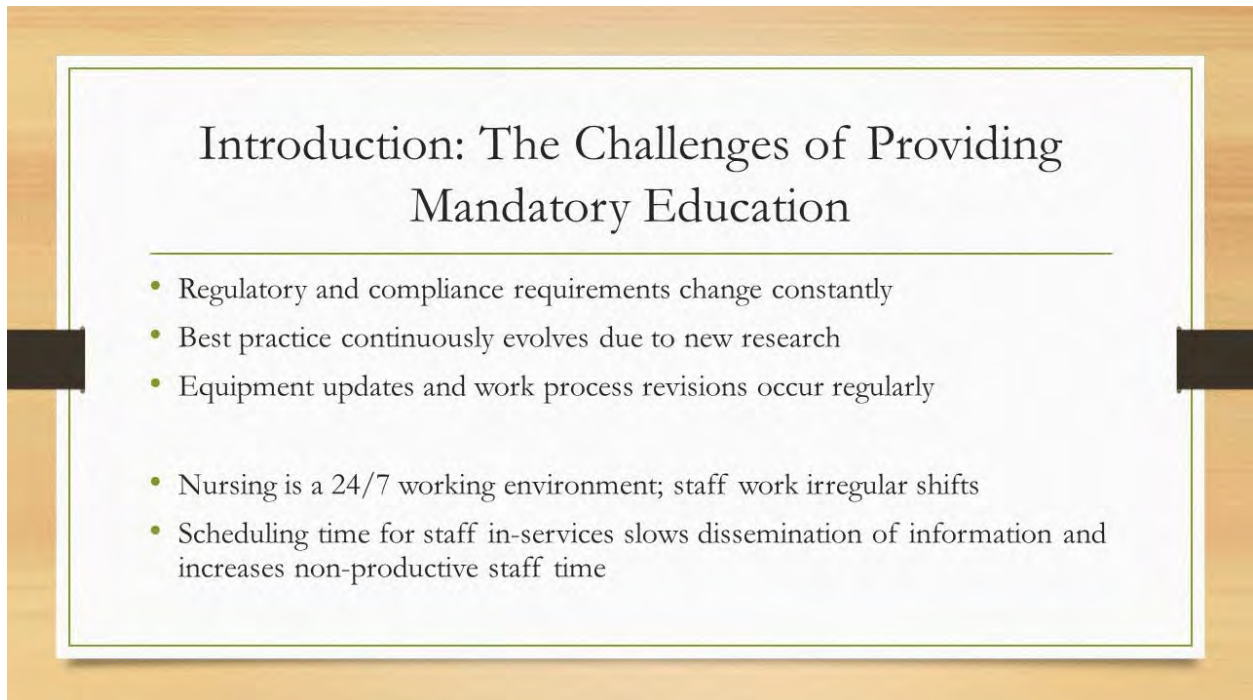 Introduction: The Challenges of Providing
Mandatory Education
• Regulatory and compliance requirements change constantly
• Best practice continuously evolves due to new research
• Equipment updates and work process revisions occur regularly
• Nursing is a 24/7 working environment; staff work irregular shifts
• Scheduling time for staff in-services slows dissemination of information and
increases non-productive staff time